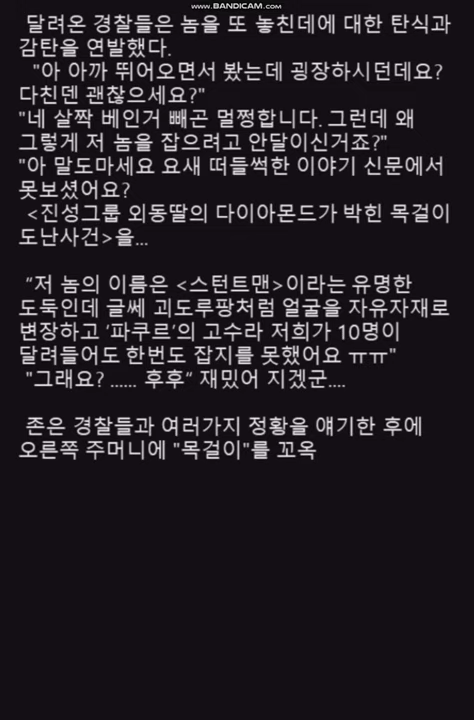 WWW.BANDICAM.COM
달려온 경찰들은 놈을 또 놓친데에 대한 탄식과
감탄을 연발했다.
"아 아까 뛰어오면서 봤는데 굉장하시던데요?
다친덴 괜찮으세요?"
"네 살짝 베인거 빼곤 멀쩡합니다. 그런데 왜
그렇게 저 놈을 잡으려고 안달이신거죠?"
"아 말도마세요 요새 떠들썩한 이야기 신문에서
못보셨어요?
<진성그룹 외동딸의 다이아몬드가 박힌 목걸이
도난사건>을...
"저 놈의 이름은 <스턴트맨>이라는 유명한
도둑인데 글쎄 괴도루팡처럼 얼굴을 자유자재로
변장하고 '파쿠르'의 고수라 저희가 10명이
달려들어도 한번도 잡지를 못했어요 ㅠㅠ"
"그래요? ...... 후후" 재밌어 지겠군....
존은 경찰들과 여러가지 정황을 얘기한 후에
오른쪽 주머니에 "목걸이"를 꼬옥